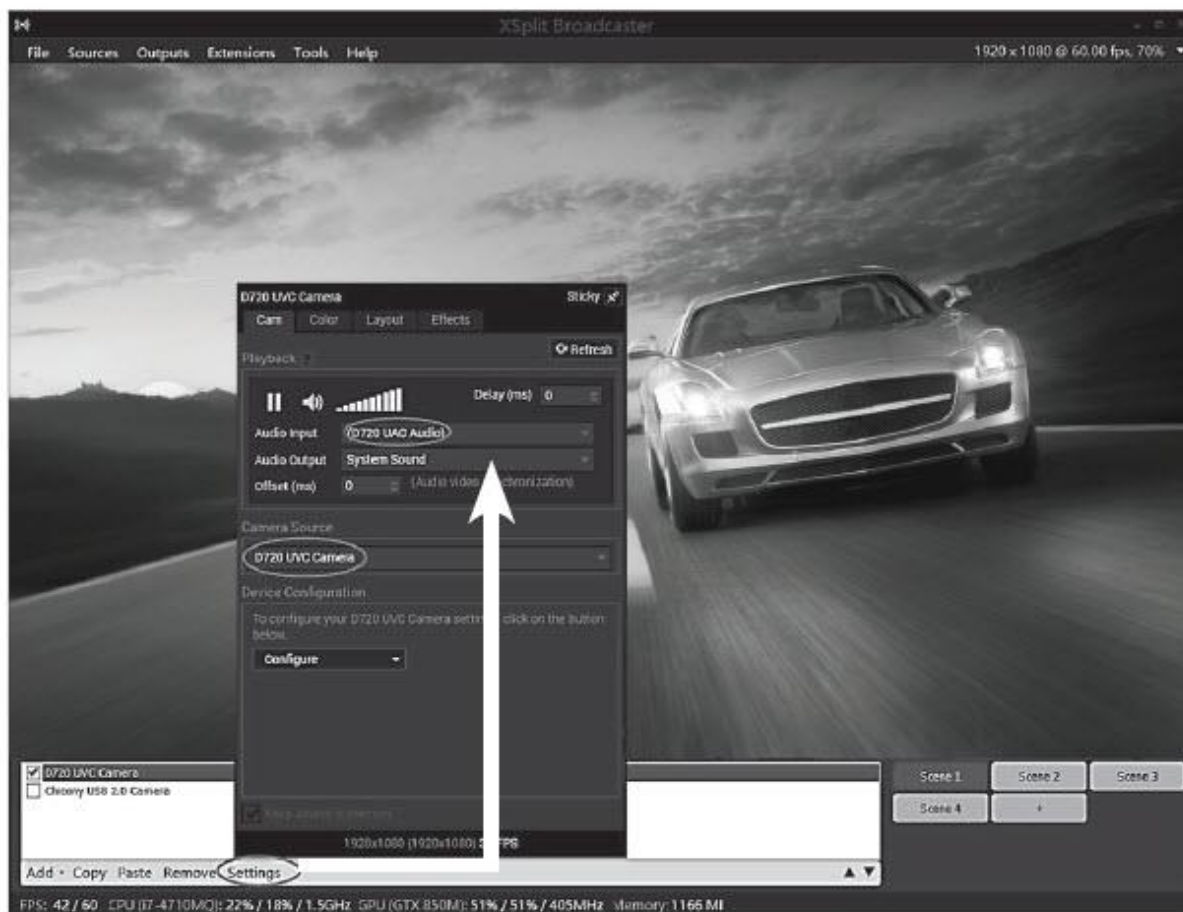 XSplit Broadcaster
File Sources Outputs Extensions Tools Help
1920 x 1080 @ 60.00 fps, 70%
D720 UVC Camera
Sticky
Cam Color Layout Effects
Refresh
Playback
Delay (ms) 0
Audio Input (D720 UAC Audio)
Audio Output System Sound
Offset (ms) 0 (Audio video
Camera Source
D720 UVC Camera
Device Configuration
To configure your D720 UVC Camera click on the button
below.
Configure
1920x1080 (1920x1080) FPS
D720 UVC Camera
Chicony USB 2.0 Camera
Scene 1 Scene 2 Scene 3
Scene 4 +
Add Copy Paste Remove Settings
FPS: 42 / 60 CPU (i7-4710MQ): 22% / 18% / 1.5GHz GPU (GTX 850M): 51% / 51% / 405MHz Memory: 1166 MI